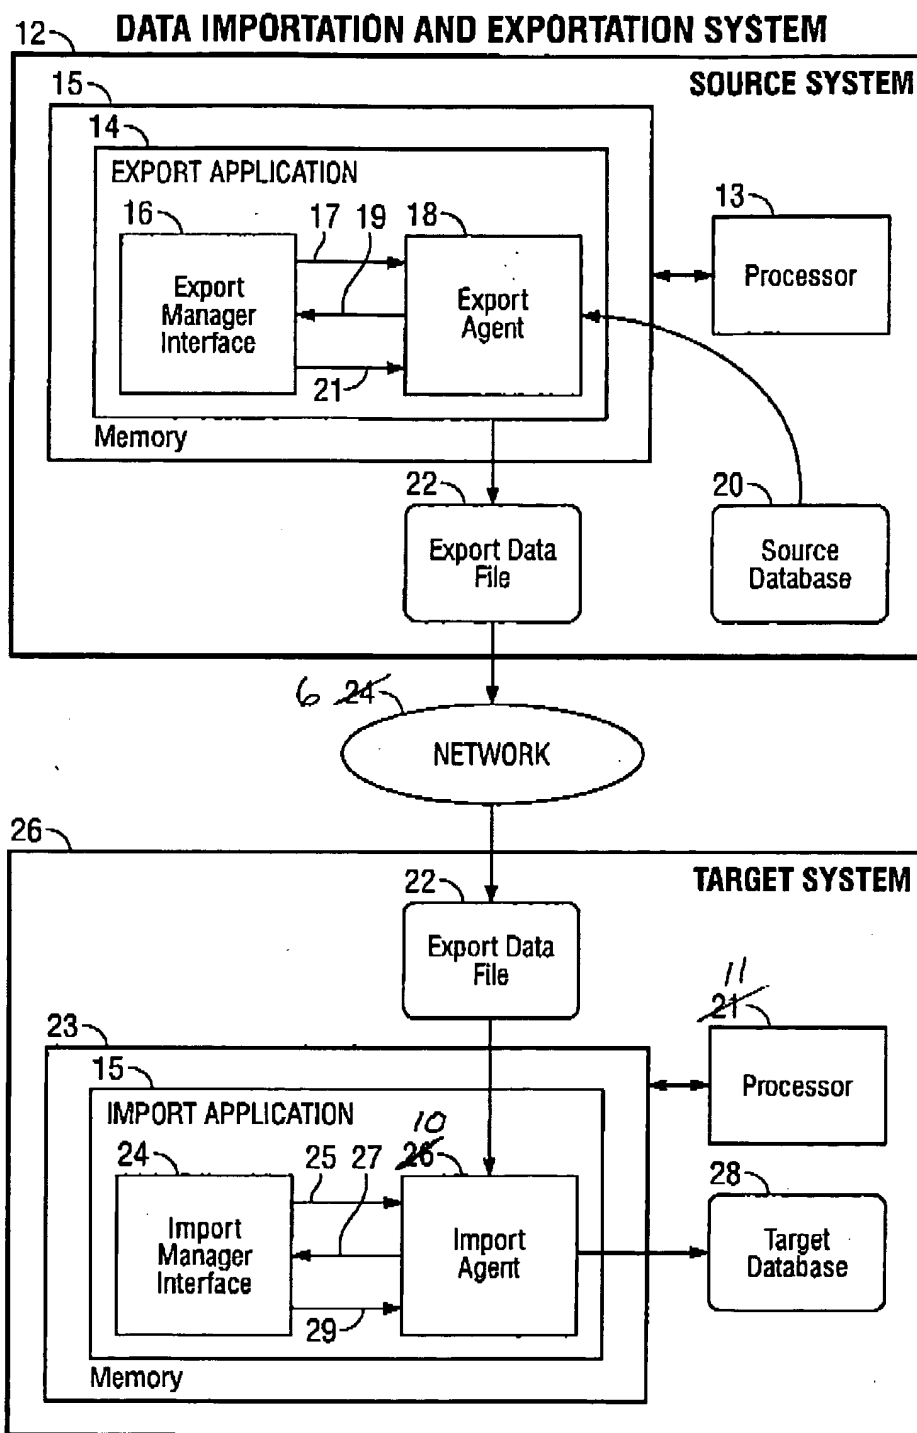 DATA IMPORTATION AND EXPORTATION SYSTEM
12
SOURCE SYSTEM
15
14
EXPORT APPLICATION
16
17
19
18
13
Export
Manager
Interface
Export
Agent
Processor
21
Memory
22
20
Export Data
File
Source
Database
6 24
NETWORK
26
TARGET SYSTEM
22
Export Data
File
11
21
23
Processor
15
IMPORT APPLICATION
10
24
25
27
26
28
Import
Manager
Interface
Import
Agent
Target
Database
29
Memory